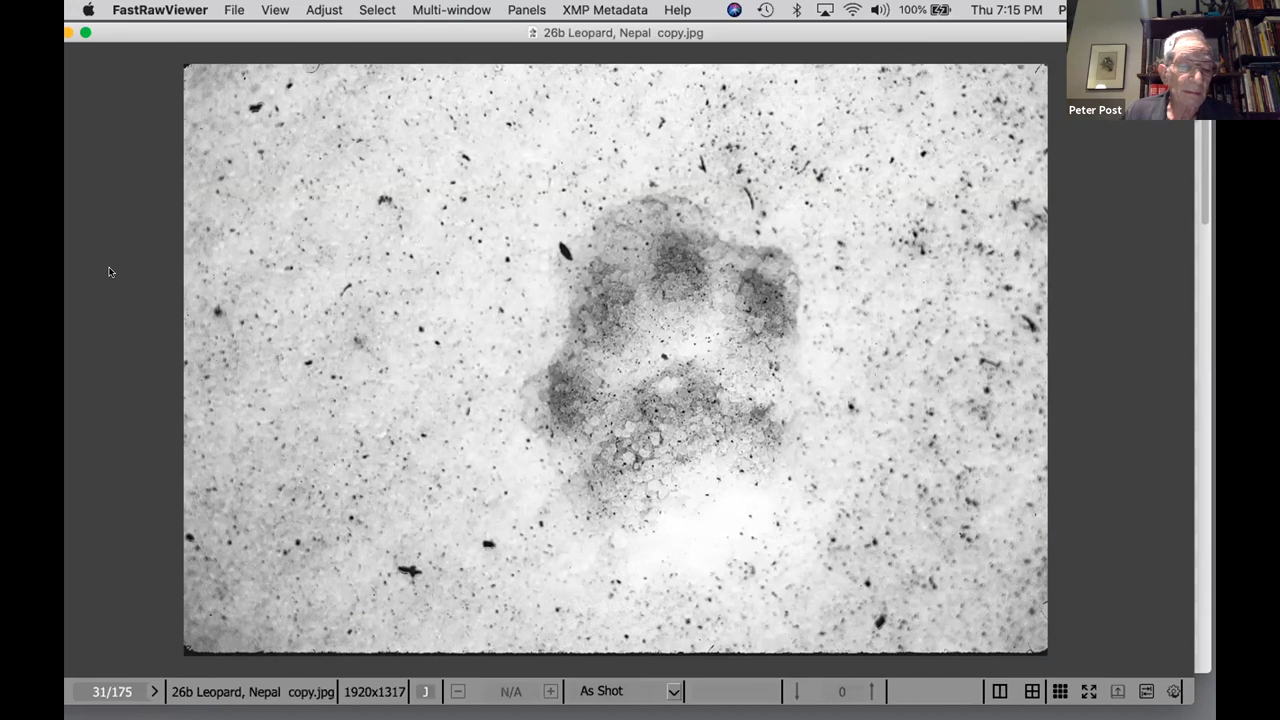 FastRawViewer File View Adjust Select Multi-window Panels XMP Metadata Help 100% Thu 7:15 PM P
26b Leopard, Nepal copy.jpg
Peter Post
31/175 26b Leopard, Nepal copy.jpg 1920x1317 J N/A As Shot 0